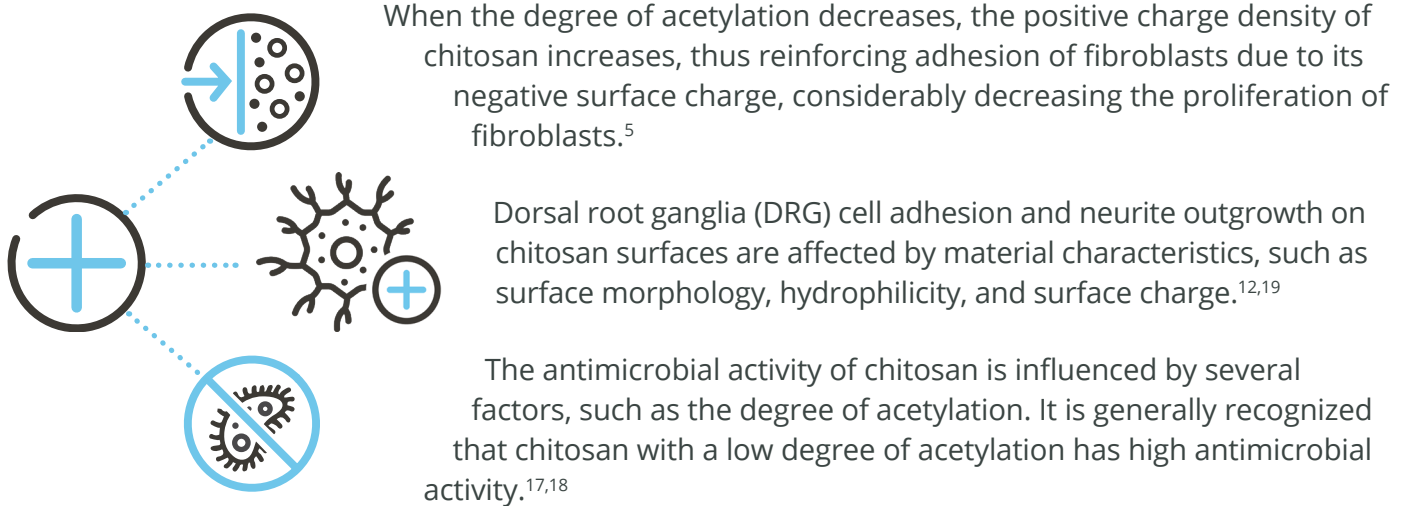 When the degree of acetylation decreases, the positive charge density of
chitosan increases, thus reinforcing adhesion of fibroblasts due to its
negative surface charge, considerably decreasing the proliferation of
fibroblasts.5
Dorsal root ganglia (DRG) cell adhesion and neurite outgrowth on
chitosan surfaces are affected by material characteristics, such as
surface morphology, hydrophilicity, and surface charge.12,19
The antimicrobial activity of chitosan is influenced by several
factors, such as the degree of acetylation. It is generally recognized
that chitosan with a low degree of acetylation has high antimicrobial
activity.17,18